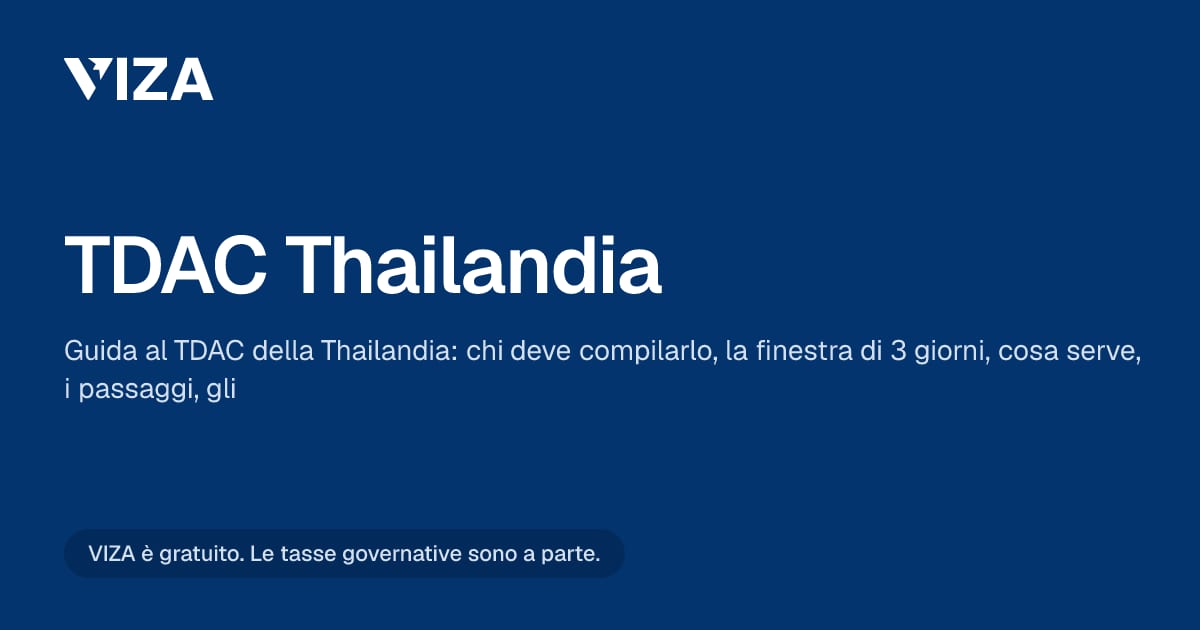 VIZA
TDAC Thailandia
Guida al TDAC della Thailandia: chi deve compilarlo, la finestra di 3 giorni, cosa serve,
i passaggi, gli
VIZA è gratuito. Le tasse governative sono a parte.